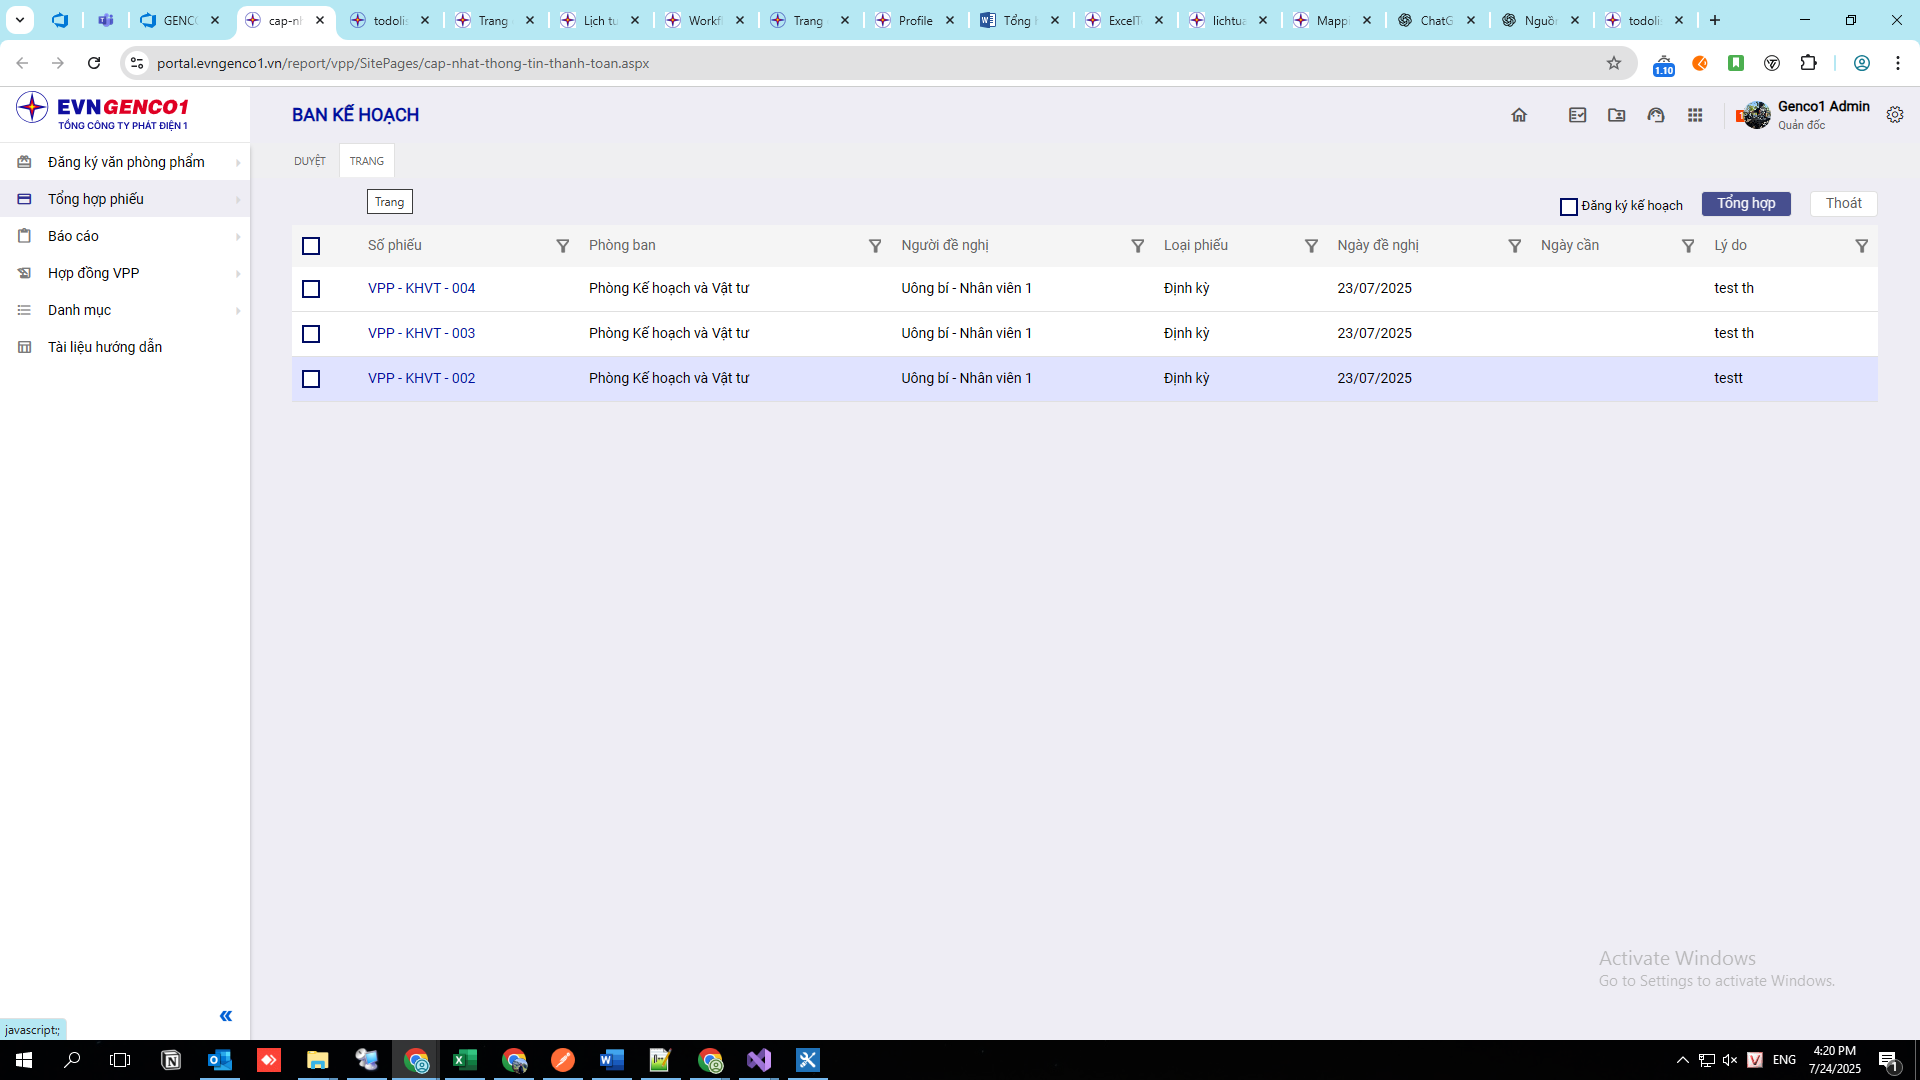 GENC
cap-nh
todolis
Trang
Lịch tu
Workfl
Trang
Profile
Tổng
ExcelT
lichtua
Mappi
ChatG
Nguồn
todoli
portal.evngenco1.vn/report/vpp/SitePages/cap-nhat-thong-tin-thanh-toan.aspx
1.10
EVNGENCO1
TỔNG CÔNG TY PHÁT ĐIỆN 1
BAN KẾ HOẠCH
Genco1 Admin
Quản đốc
Đăng ký văn phòng phẩm
Tổng hợp phiếu
Báo cáo
Hợp đồng VPP
Danh mục
Tài liệu hướng dẫn
DUYỆT
TRANG
Trang
Đăng ký kế hoạch
Tổng hợp
Thoát
Số phiếu Phòng ban Người đề nghị Loại phiếu Ngày đề nghị Ngày cần Lý do
VPP - KHVT - 004 Phòng Kế hoạch và Vật tư Uông bí - Nhân viên 1 Định kỳ 23/07/2025 test th
VPP - KHVT - 003 Phòng Kế hoạch và Vật tư Uông bí - Nhân viên 1 Định kỳ 23/07/2025 test th
VPP - KHVT - 002 Phòng Kế hoạch và Vật tư Uông bí - Nhân viên 1 Định kỳ 23/07/2025 testt
Activate Windows
Go to Settings to activate Windows.
javascript:;
ENG
4:20 PM
7/24/2025
1